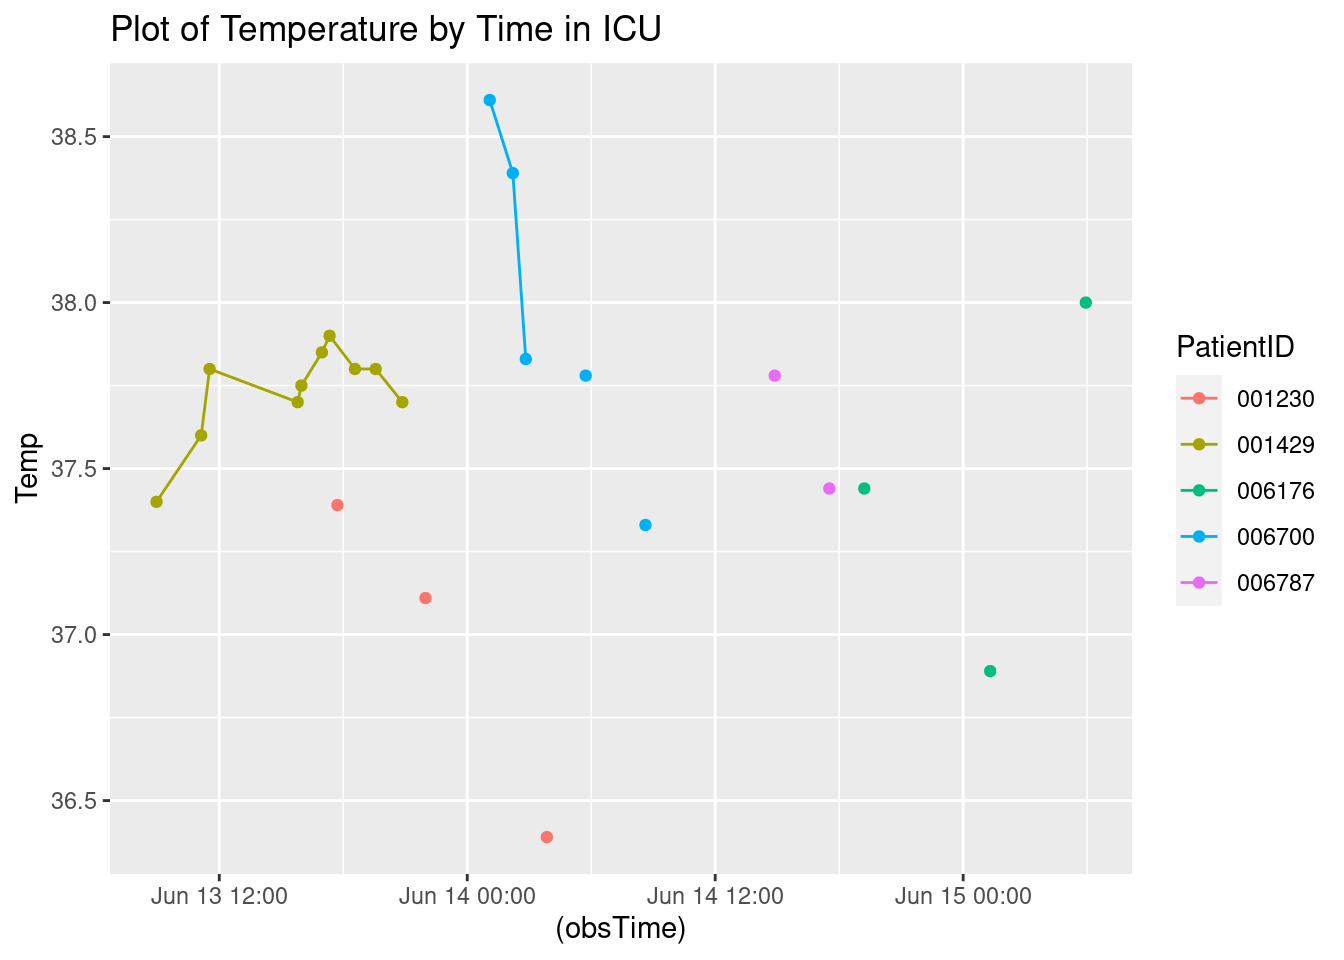 Plot of Temperature by Time in ICU
38.5
38.0
37.5
37.0
36.5
Temp
Jun 13 12:00
Jun 14 00:00
Jun 14 12:00
Jun 15 00:00
(obsTime)
PatientID
001230
001429
006176
006700
006787